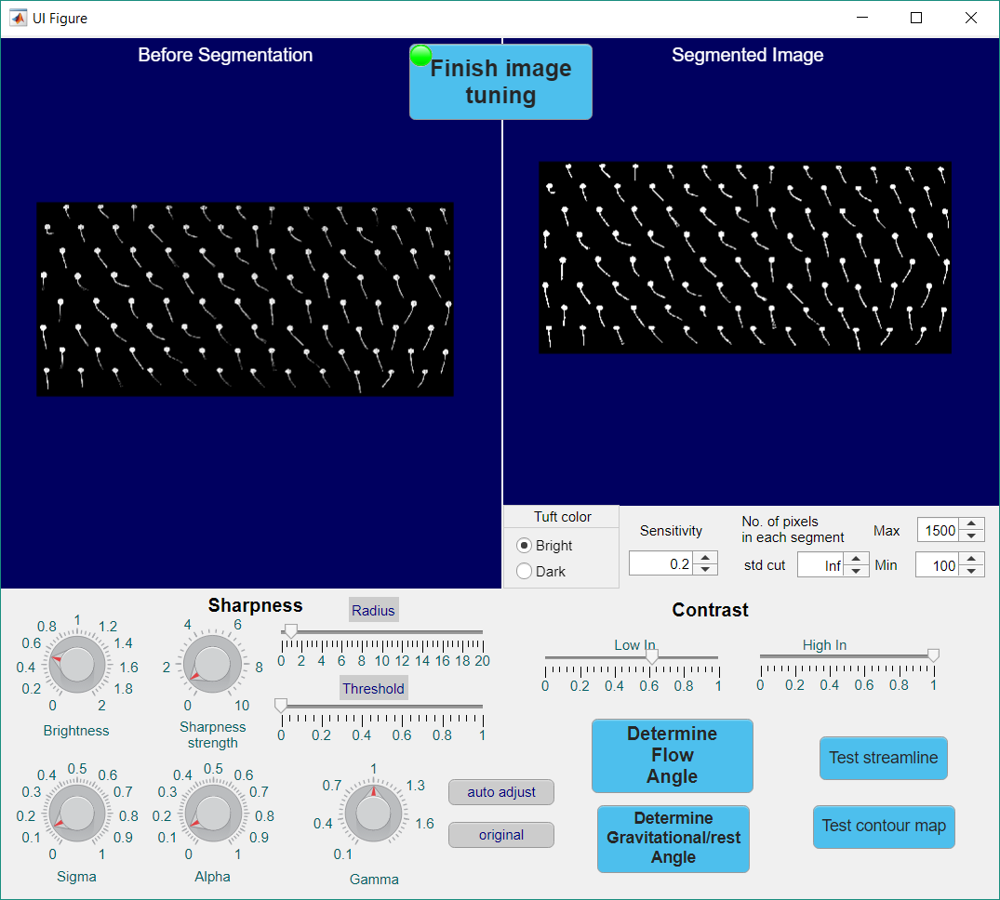 UI Figure
Before Segmentation
Finish image
tuning
Segmented Image
Tuft color
Bright
Dark
Sensitivity
0.2
No. of pixels
in each segment
Max
1500
std cut
Inf
Min
100
Sharpness
Radius
0 2 4 6 8 10 12 14 16 18 20
Threshold
0 0.2 0.4 0.6 0.8 1
0 0.2 0.4 0.6 0.8 1 1.2 1.4 1.6 1.8 2
Brightness
0 2 4 6 8 10
Sharpness
strength
Contrast
Low In
0 0.2 0.4 0.6 0.8 1
High In
0 0.2 0.4 0.6 0.8 1
0 0.1 0.2 0.3 0.4 0.5 0.6 0.7 0.8 0.9 1
Sigma
0 0.1 0.2 0.3 0.4 0.5 0.6 0.7 0.8 0.9 1
Alpha
0.1 0.4 0.7 1 1.3 1.6
Gamma
auto adjust
original
Determine
Flow
Angle
Determine
Gravitational/rest
Angle
Test streamline
Test contour map